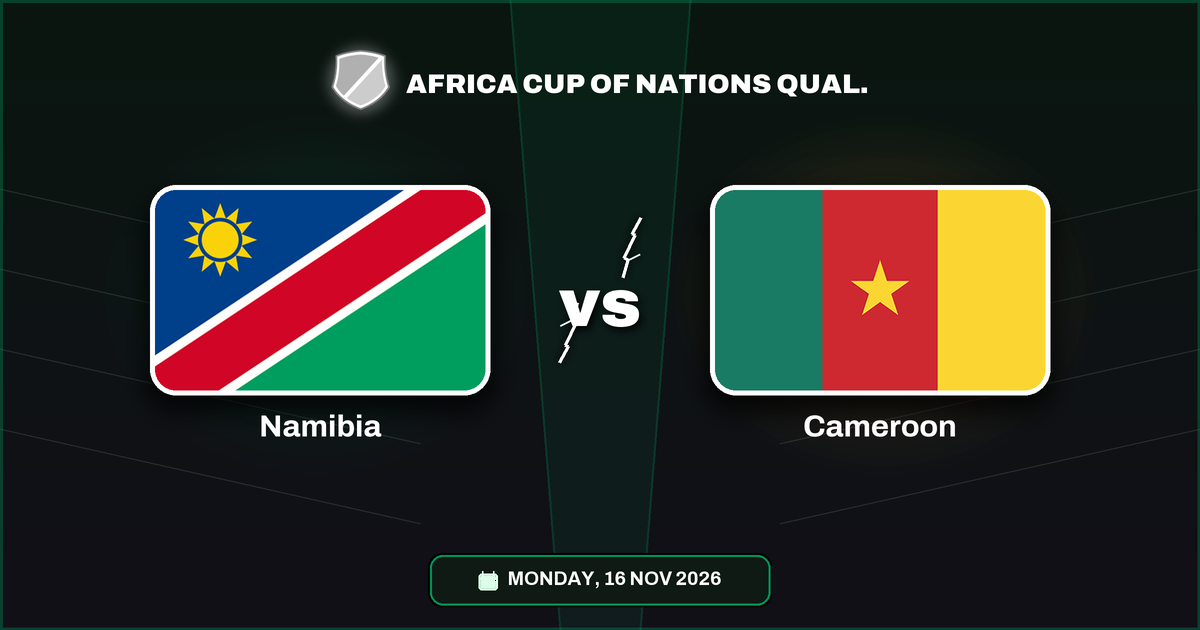 AFRICA CUP OF NATIONS QUAL.
VS
Namibia
Cameroon
MONDAY, 16 NOV 2026